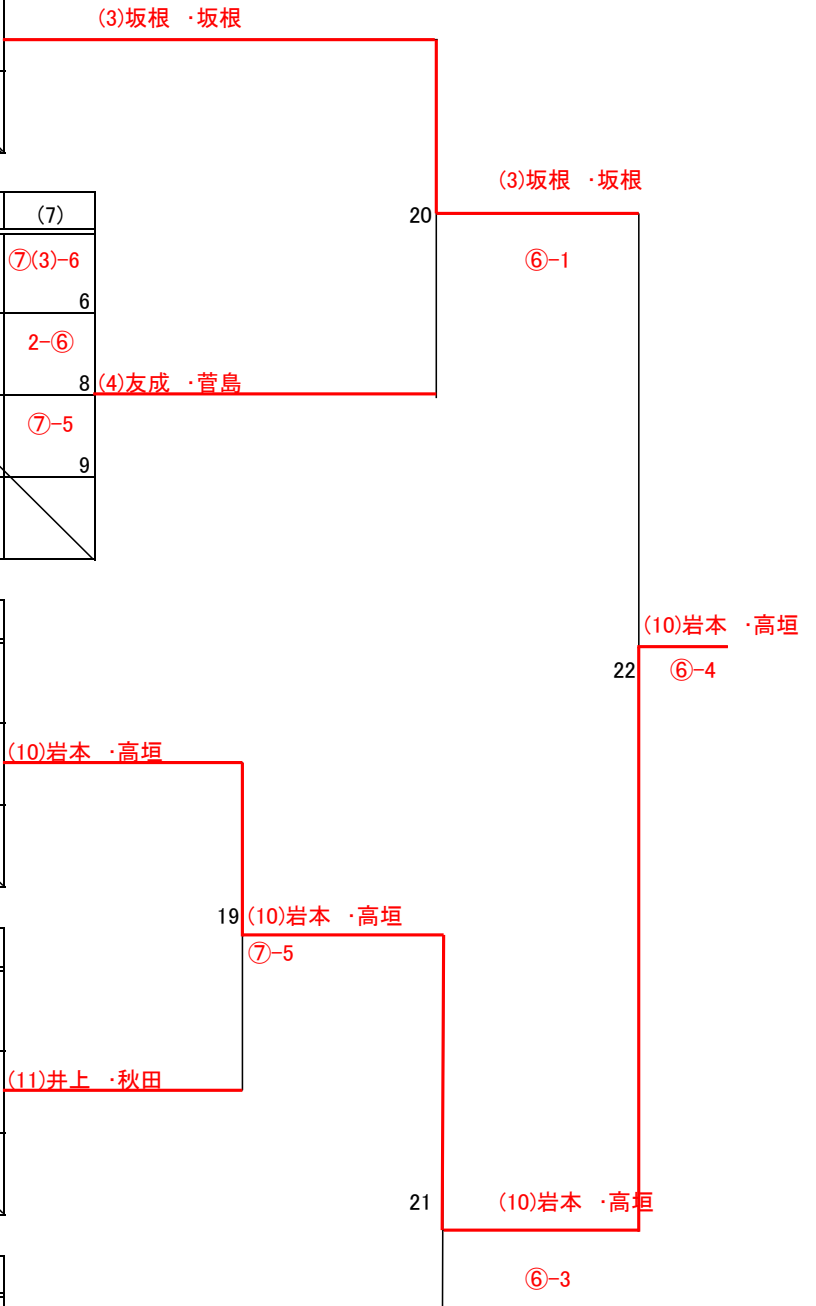 (3)坂根 ・坂根
(3)坂根 ・坂根
(7)
20
⑦(3)-6
⑥-1
6
2-⑥
8
(4)友成 ・菅島
⑦-5
9
(10)岩本 ・高垣
22
⑥-4
(10)岩本 ・高垣
19
(10)岩本 ・高垣
⑦-5
(11)井上 ・秋田
21
(10)岩本 ・高垣
⑥-3